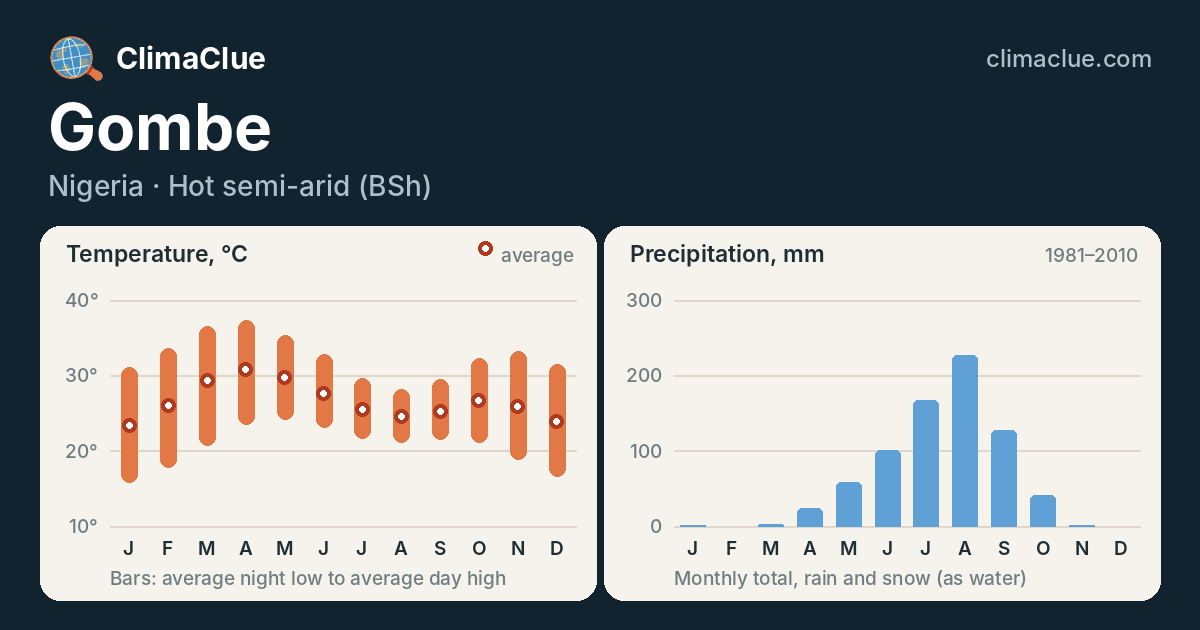 ClimaClue
climaclue.com
Gombe
Nigeria · Hot semi-arid (BSh)
Temperature, °C
average
40°
30°
20°
10°
J F M A M J J A S O N D
Bars: average night low to average day high
Precipitation, mm
1981–2010
300
200
100
0
J F M A M J J A S O N D
Monthly total, rain and snow (as water)